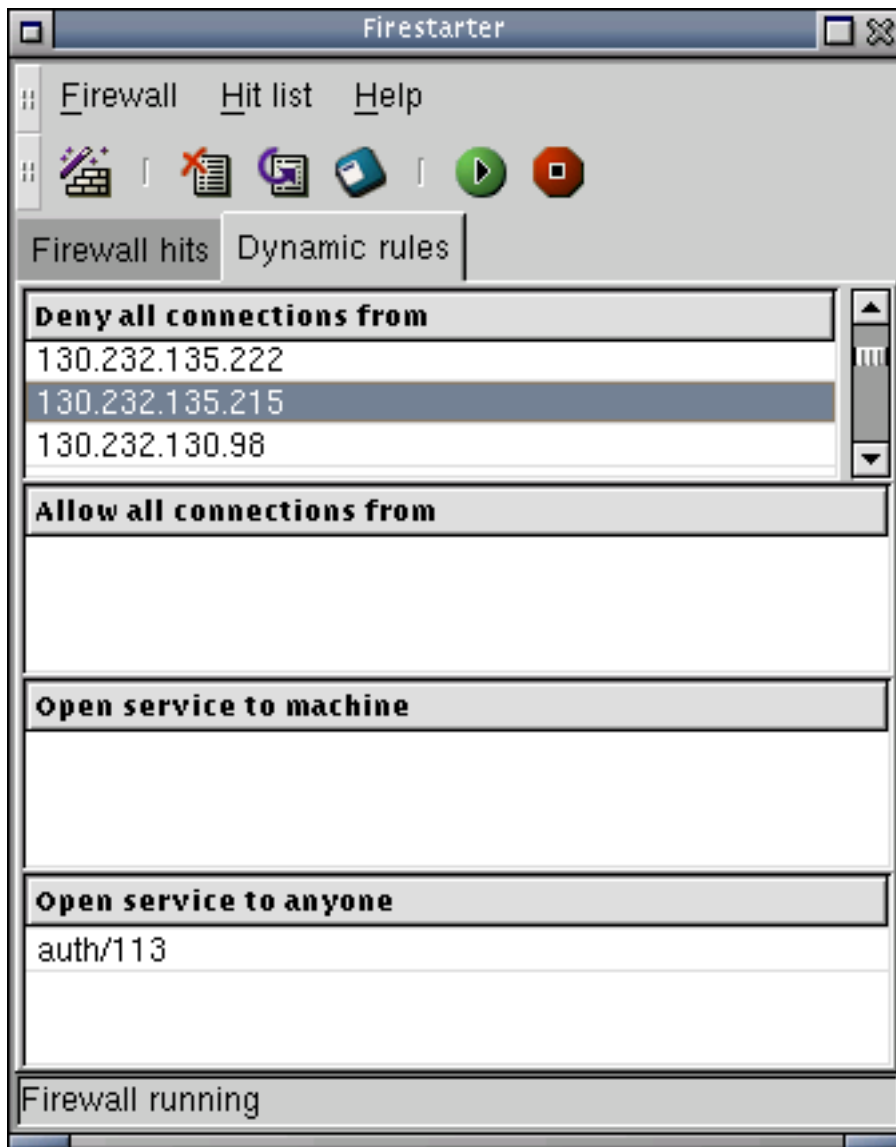 Firestarter
Firewall Hit list Help
Firewall hits Dynamic rules
Deny all connections from
130.232.135.222
130.232.135.215
130.232.130.98
Allow all connections from
Open service to machine
Open service to anyone
auth/113
Firewall running